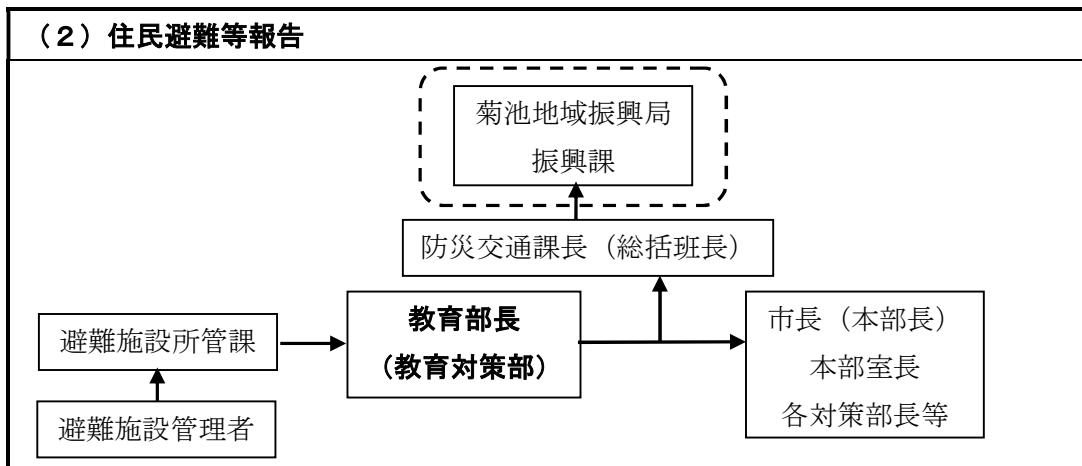 （２）住民避難等報告
菊池地域振興局
振興課
防災交通課長（総括班長）
教育部長
（教育対策部）
市長（本部長）
本部室長
各対策部長等
避難施設所管課
避難施設管理者